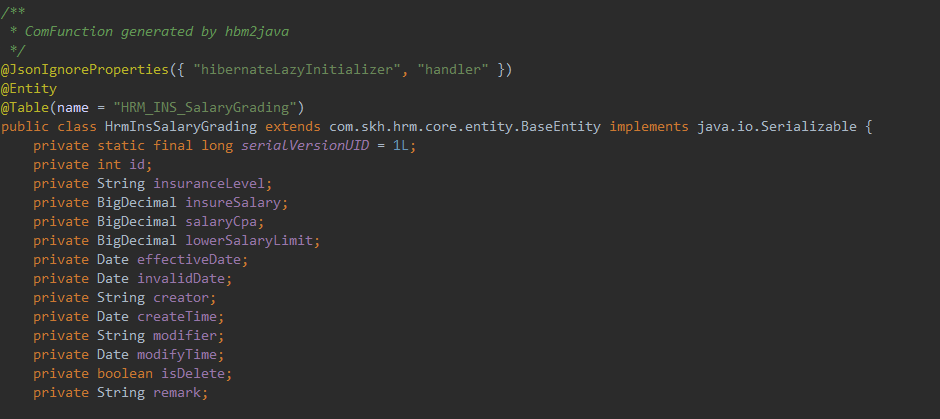 /**
 * ComFunction generated by hbm2java
 */
@JsonIgnoreProperties({ "hibernateLazyInitializer", "handler" })
@Entity
@Table(name = "HRM_INS_SalaryGrading")
public class HrmInsSalaryGrading extends com.skh.hrm.core.entity.BaseEntity implements java.io.Serializable {
    private static final long serialVersionUID = 1L;
    private int id;
    private String insuranceLevel;
    private BigDecimal insureSalary;
    private BigDecimal salaryCpa;
    private BigDecimal lowerSalaryLimit;
    private Date effectiveDate;
    private Date invalidDate;
    private String creator;
    private Date createTime;
    private String modifier;
    private Date modifyTime;
    private boolean isDelete;
    private String remark;